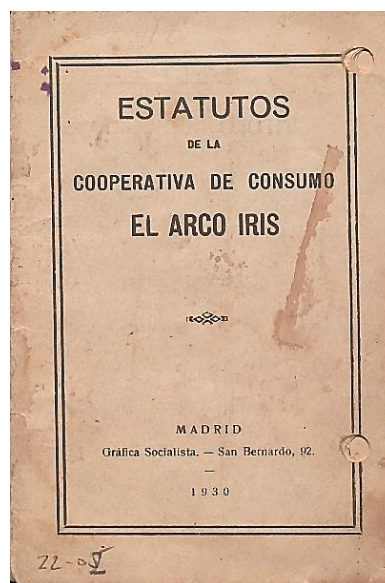 ESTATUTOS
DE LA
COOPERATIVA DE CONSUMO
EL ARCO IRIS
MADRID
Gráfica Socialista. — San Bernardo, 92.
—
1930